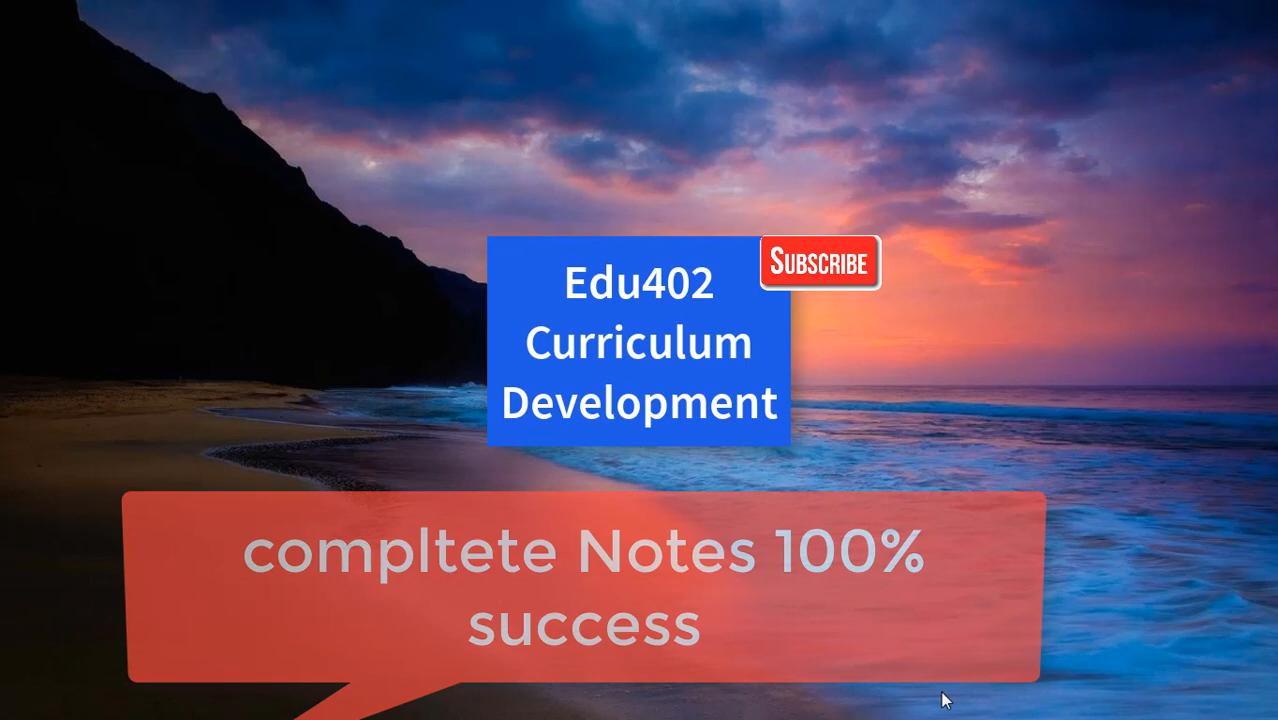 Edu402
SUBSCRIBE
Curriculum
Development
compltete Notes 100%
success